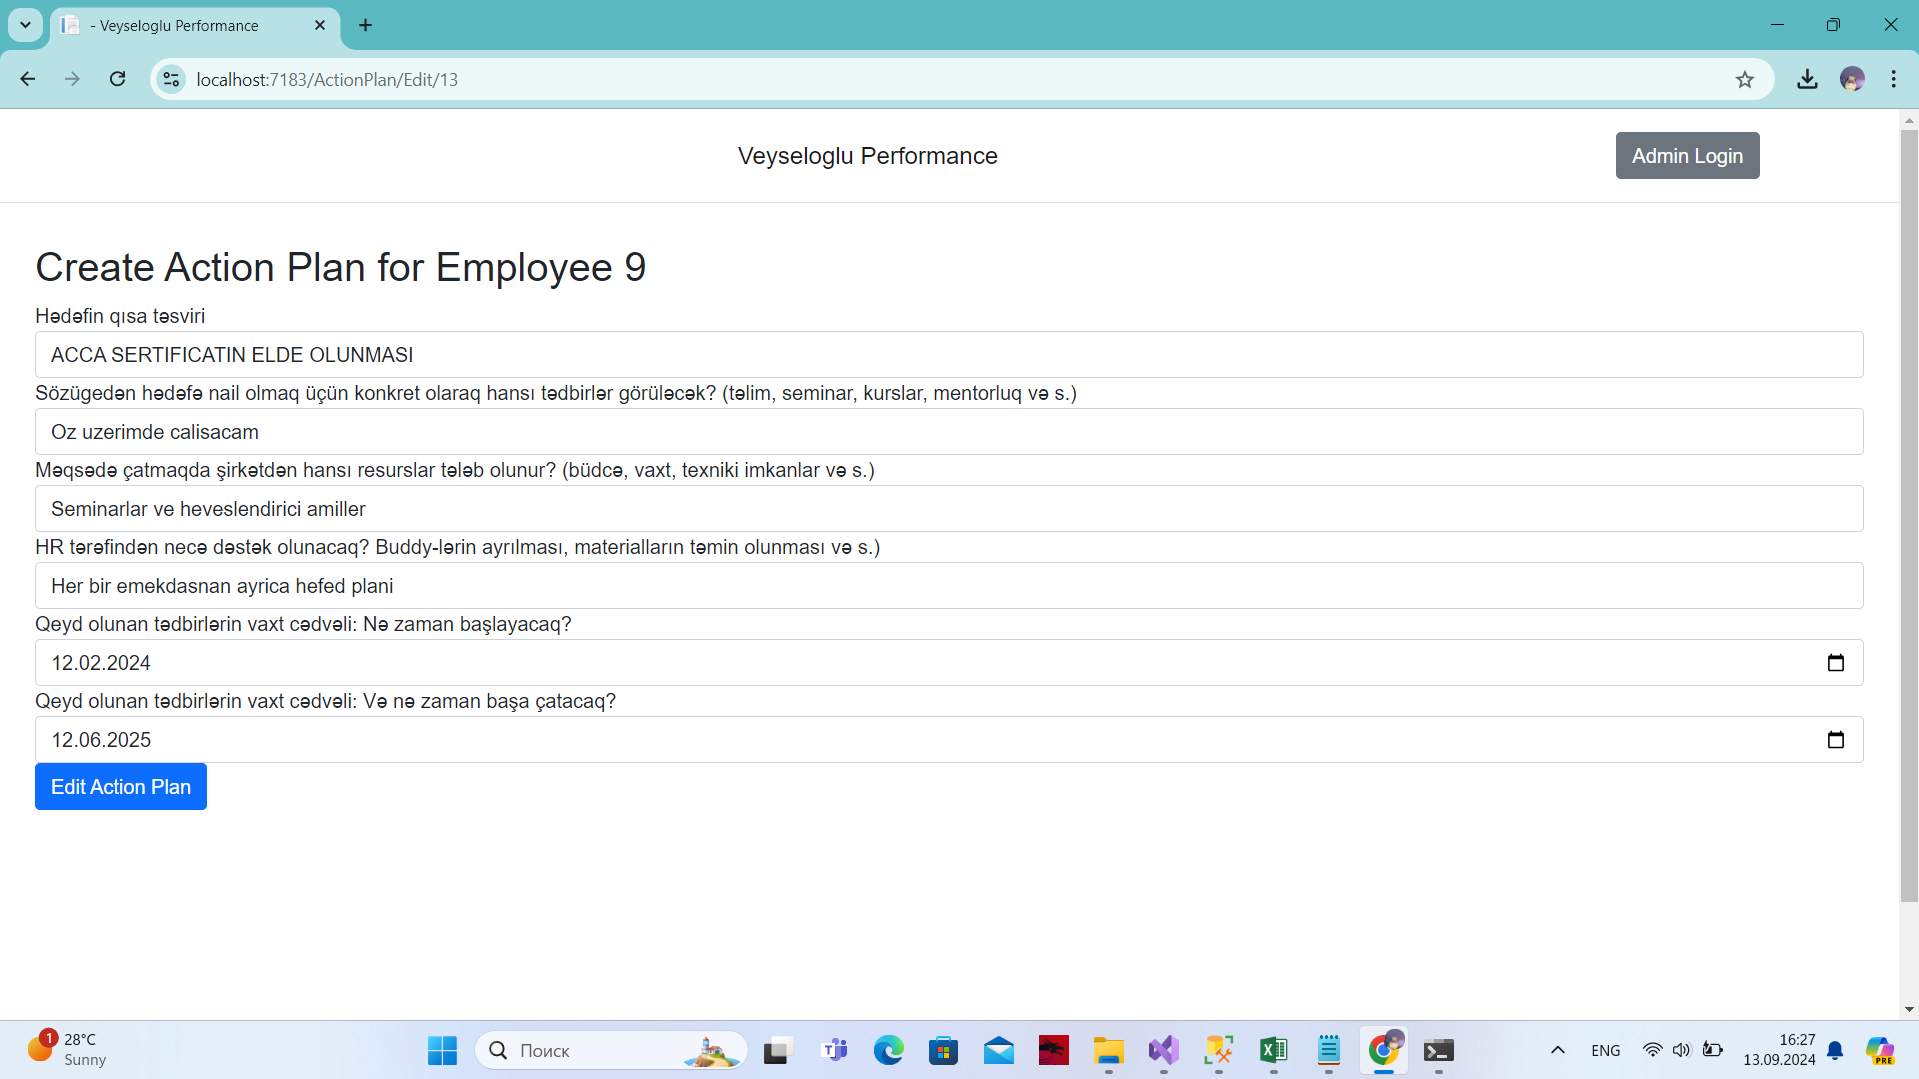 - Veyseloglu Performance
localhost:7183/ActionPlan/Edit/13
Veyseloglu Performance
Admin Login
Create Action Plan for Employee 9
Hədəfin qısa təsviri
ACCA SERTIFICATIN ELDE OLUNMASI
Sözügedən hədəfə nail olmaq üçün konkret olaraq hansı tədbirlər görüləcək? (təlim, seminar, kurslar, mentorluq və s.)
Oz uzerimde calisacam
Məqsədə çatmaqda şirkətdən hansı resurslar tələb olunur? (büdcə, vaxt, texniki imkanlar və s.)
Seminarlar ve heveslendirici amiller
HR tərəfindən necə dəstək olunacaq? Buddy-lərin ayrılması, materialların təmin olunması və s.)
Her bir emekdasnan ayrica hefed plani
Qeyd olunan tədbirlərin vaxt cədvəli: Nə zaman başlayacaq?
12.02.2024
Qeyd olunan tədbirlərin vaxt cədvəli: Və nə zaman başa çatacaq?
12.06.2025
Edit Action Plan
1
28°C
Sunny
Поиск
ENG
16:27
13.09.2024
PRE